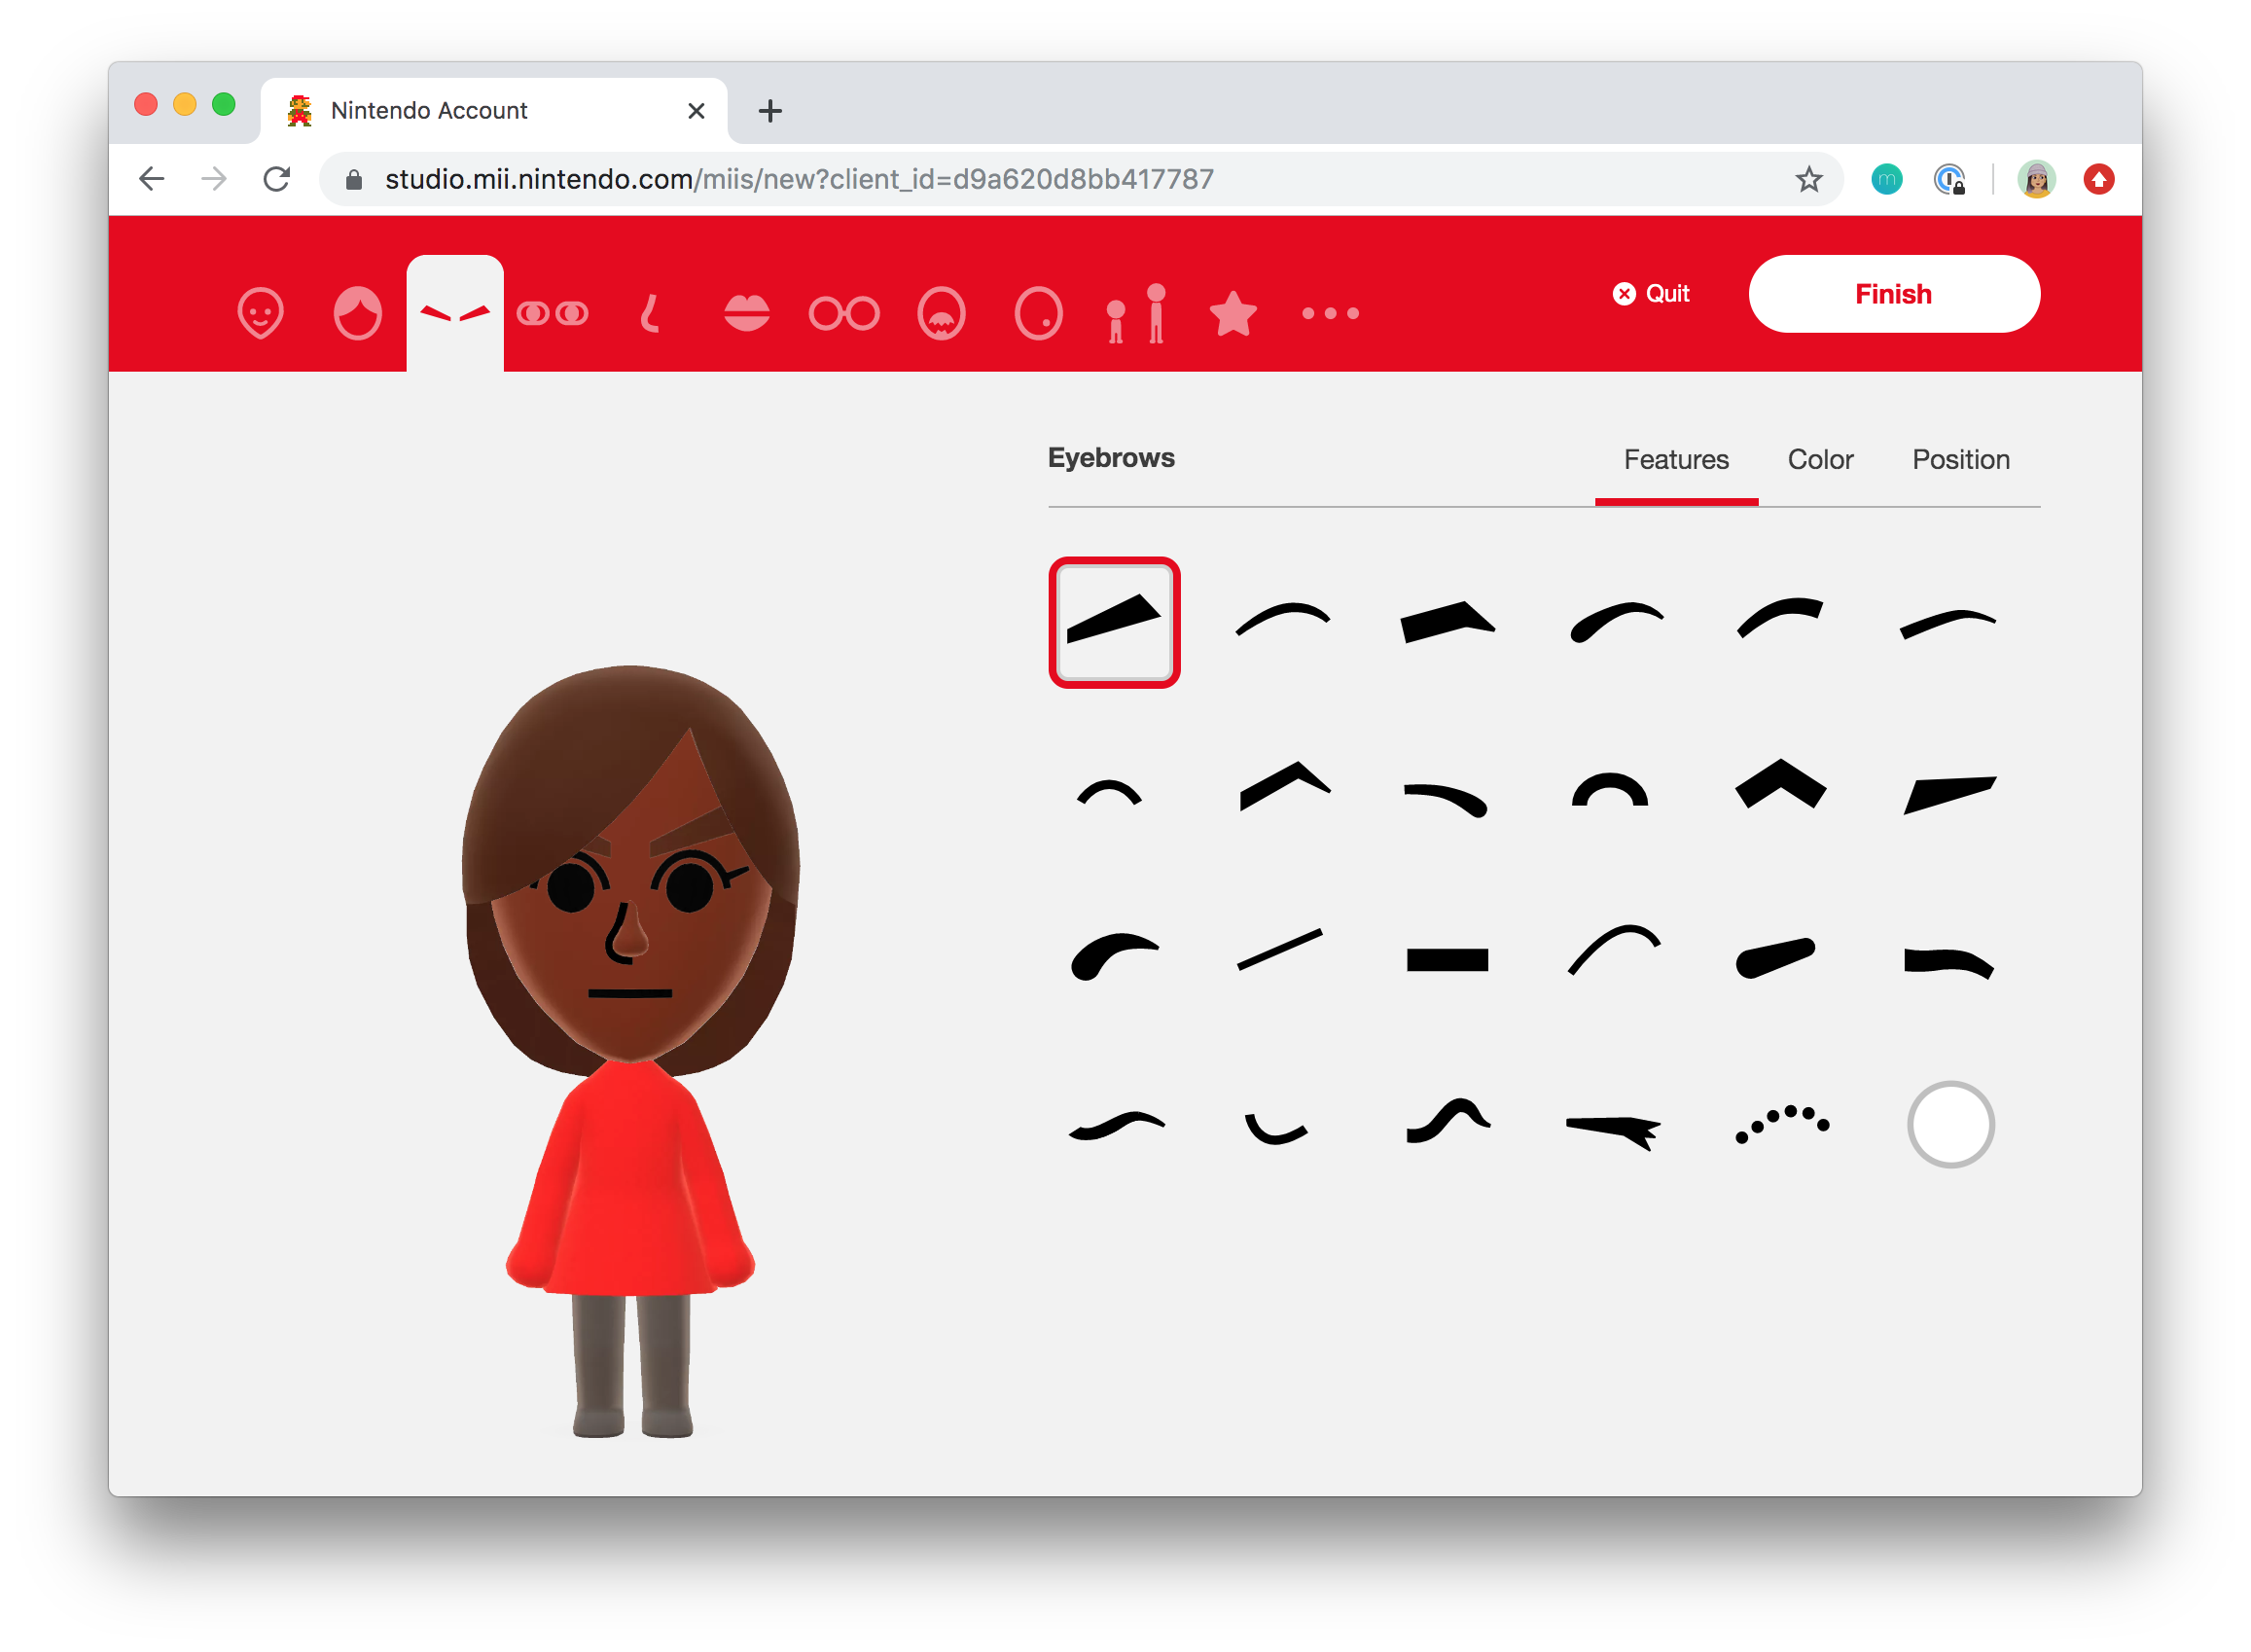 Nintendo Account
studio.mii.nintendo.com/miis/new?client_id=d9a620d8bb417787
m
Quit
Finish
Eyebrows
Features
Color
Position